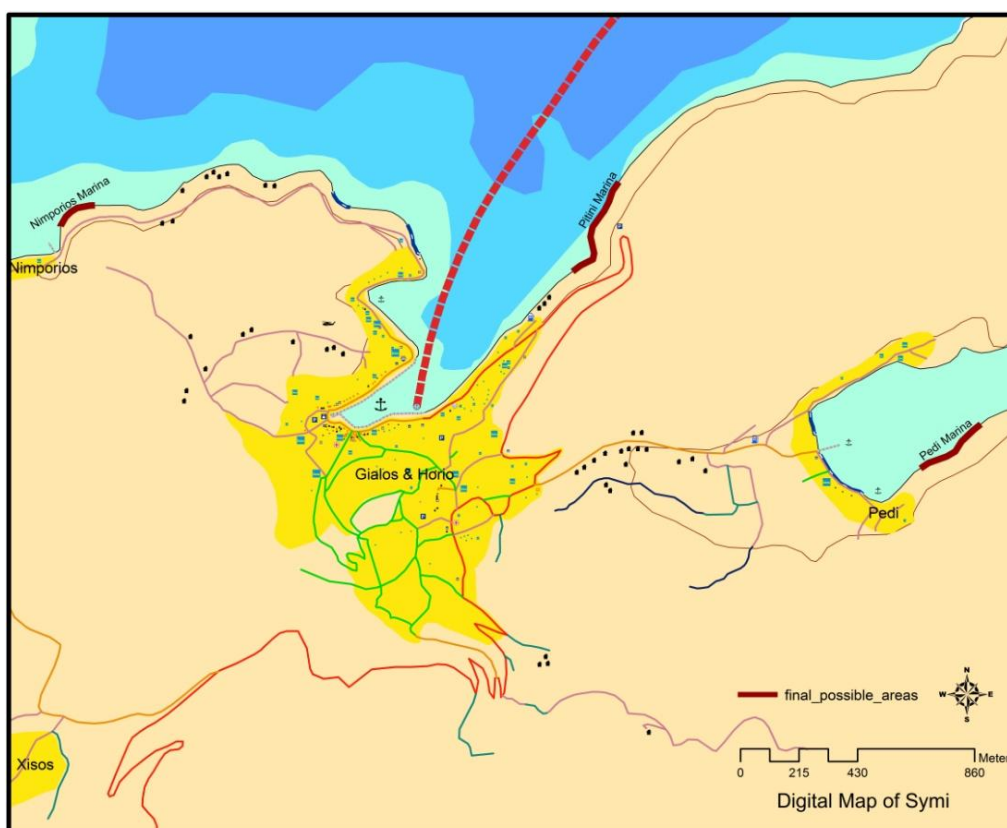 Nimporios Marina
Pitini Marina
Nimporios
Gialos & Horio
Pedi Marina
Pedi
Xisos
final_possible_areas
N
W
E
S
Meter
0
215
430
860
Digital Map of Symi